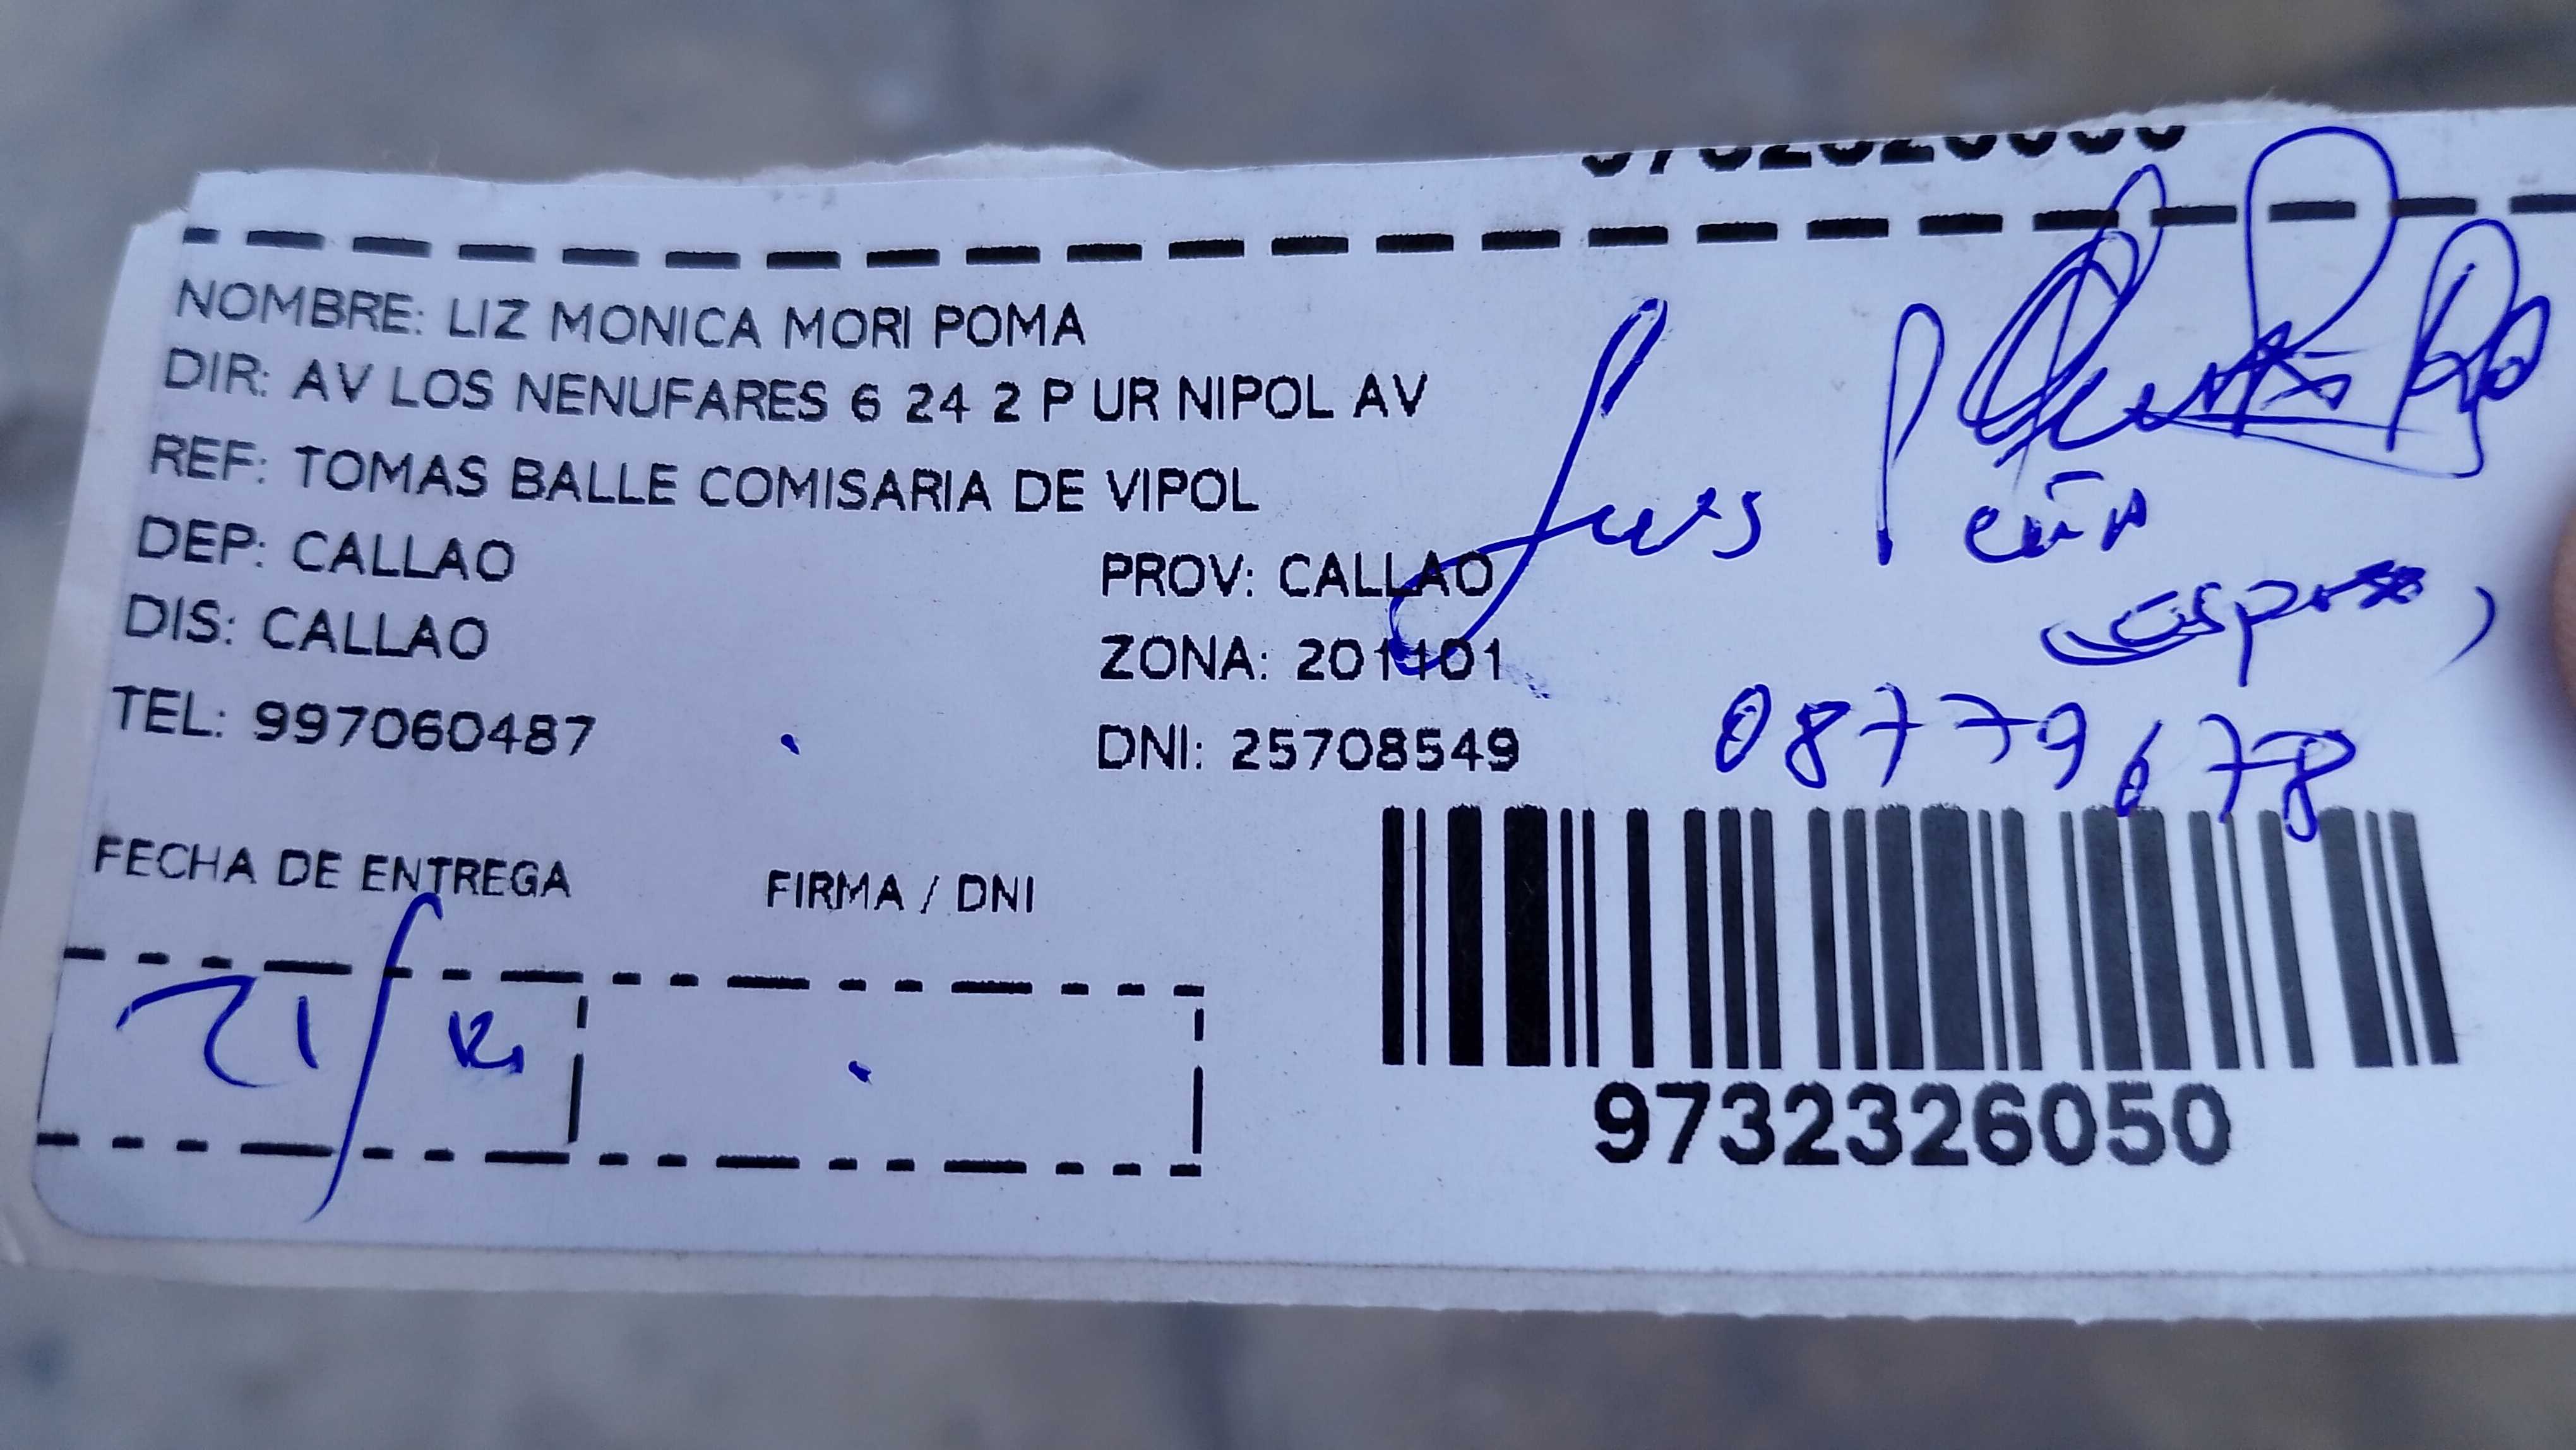 NOMBRE: LIZ MONICA MORI POMA
DIR: AV LOS NENUFARES 6 24 2 P UR NIPOL AV
REF: TOMAS BALLE COMISARIA DE VIPOL
DEP: CALLAO
PROV: CALLAO
DIS: CALLAO
ZONA: 201101
TEL: 997060487
DNI: 25708549
Luis Peña
esposo
08779678
FECHA DE ENTREGA
FIRMA / DNI
21/12
9732326050